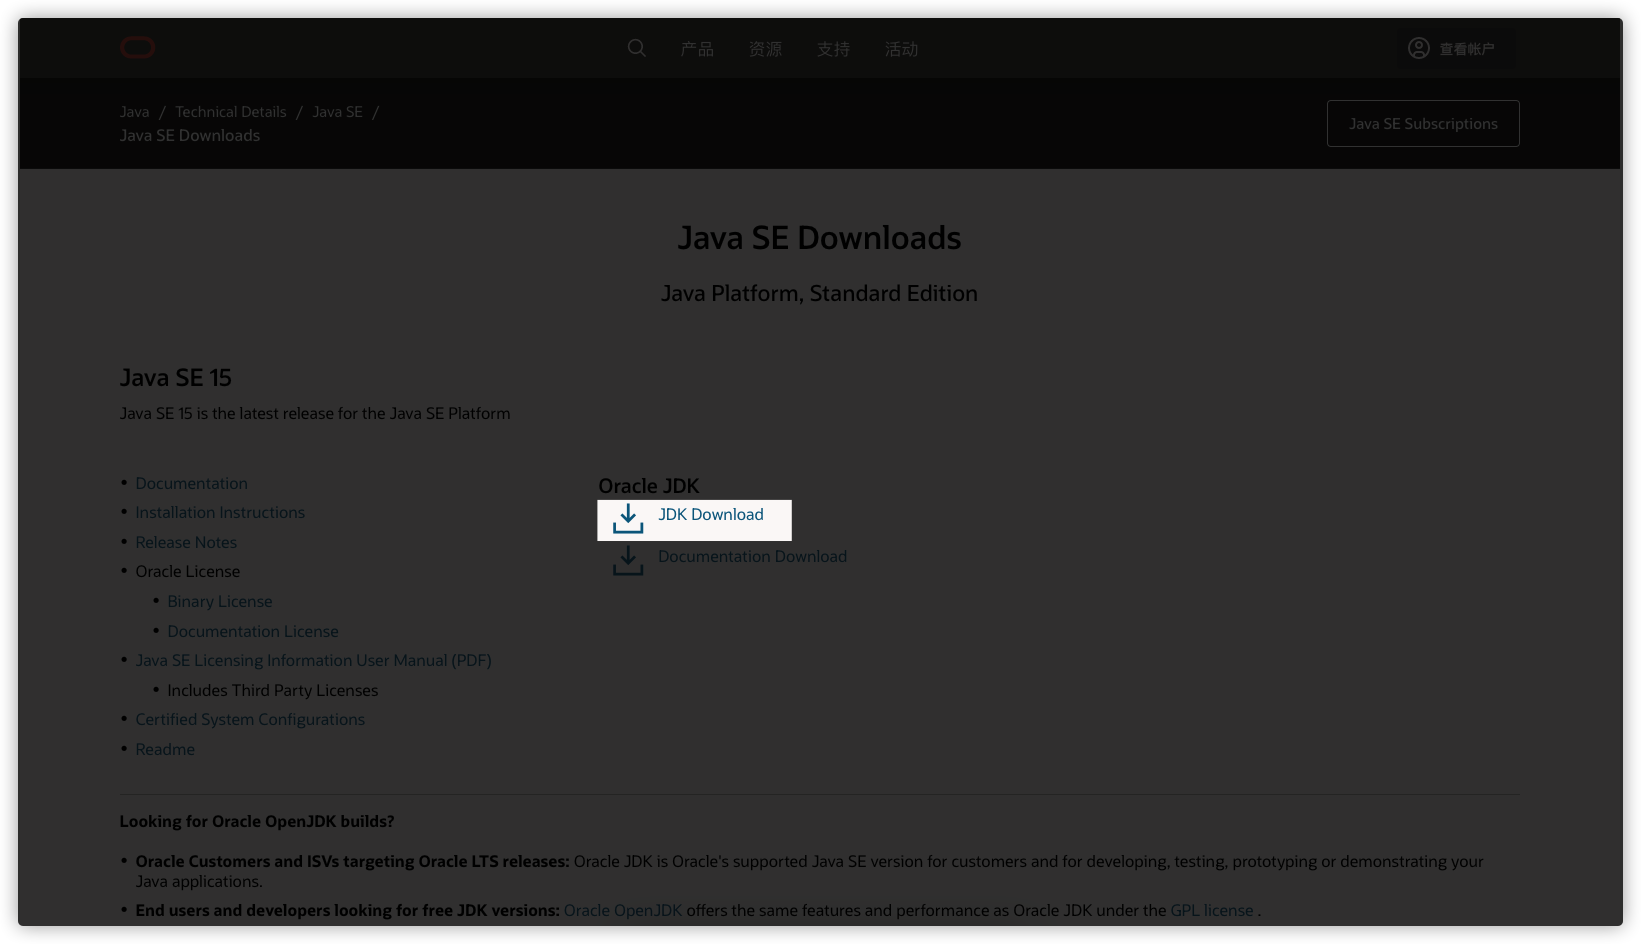 产品 资源 支持 活动 查看帐户
Java / Technical Details / Java SE /
Java SE Downloads
Java SE Subscriptions
Java SE Downloads
Java Platform, Standard Edition
Java SE 15
Java SE 15 is the latest release for the Java SE Platform
• Documentation
• Installation Instructions
• Release Notes
• Oracle License
• Binary License
• Documentation License
• Java SE Licensing Information User Manual (PDF)
• Includes Third Party Licenses
• Certified System Configurations
• Readme
Oracle JDK
JDK Download
Documentation Download
Looking for Oracle OpenJDK builds?
• Oracle Customers and ISVs targeting Oracle LTS releases: Oracle JDK is Oracle's supported Java SE version for customers and for developing, testing, prototyping or demonstrating your
Java applications.
• End users and developers looking for free JDK versions: Oracle OpenJDK offers the same features and performance as Oracle JDK under the GPL license .